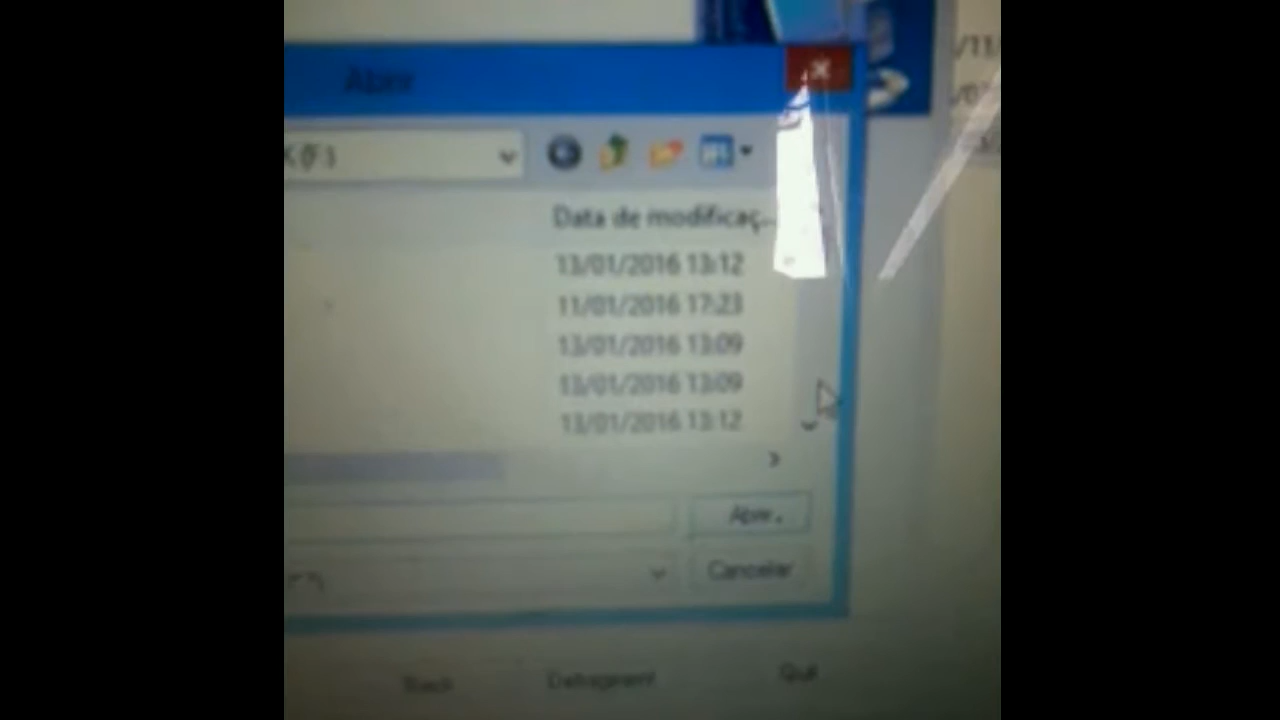 Abrir
(F:)
Data de modificaç...
13/01/2016 13:12
11/01/2016 17:23
13/01/2016 13:09
13/01/2016 13:09
13/01/2016 13:12
Abrir
Cancelar
Defragment
Quit